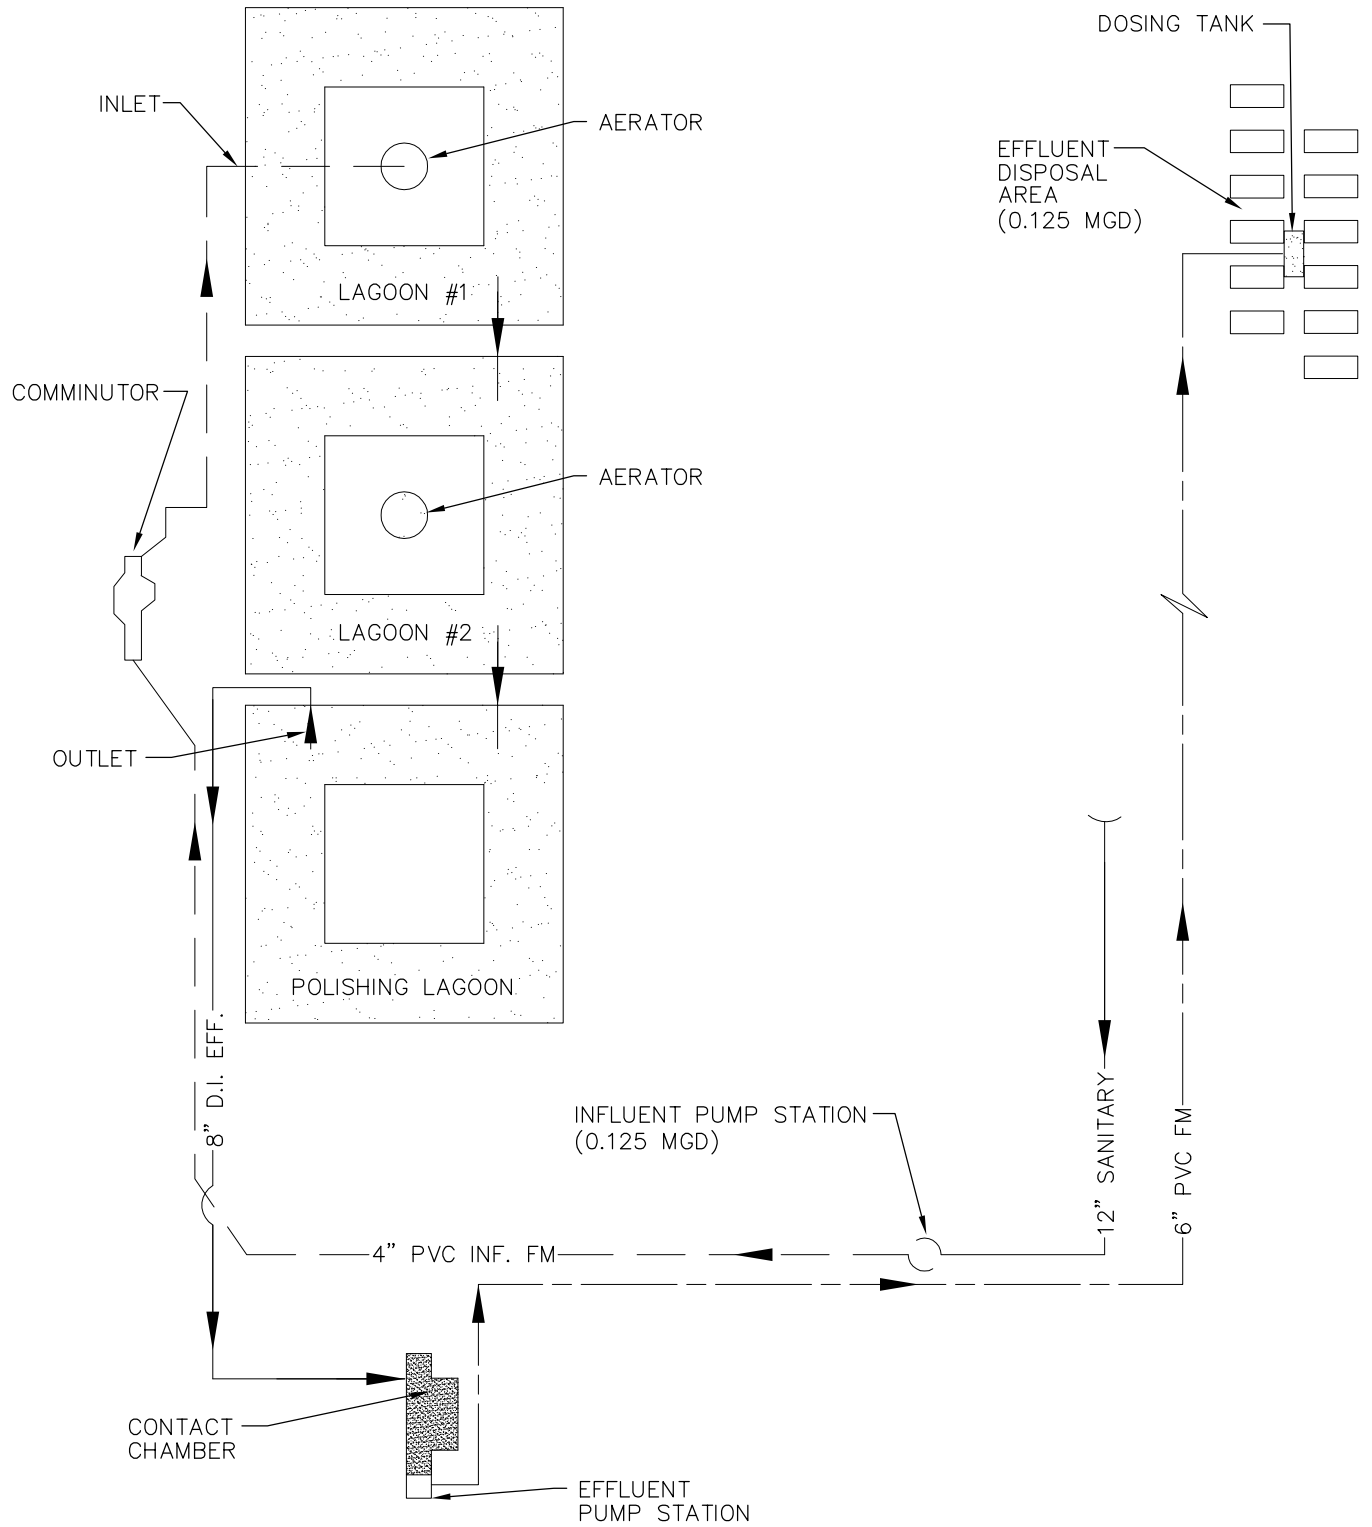 DOSING TANK
INLET
AERATOR
EFFLUENT
DISPOSAL
AREA
(0.125 MGD)
LAGOON #1
COMMINUTOR
AERATOR
LAGOON #2
OUTLET
POLISHING LAGOON
8" D.I. EFF.
INFLUENT PUMP STATION
(0.125 MGD)
12" SANITARY
6" PVC FM
4" PVC INF. FM
CONTACT
CHAMBER
EFFLUENT
PUMP STATION